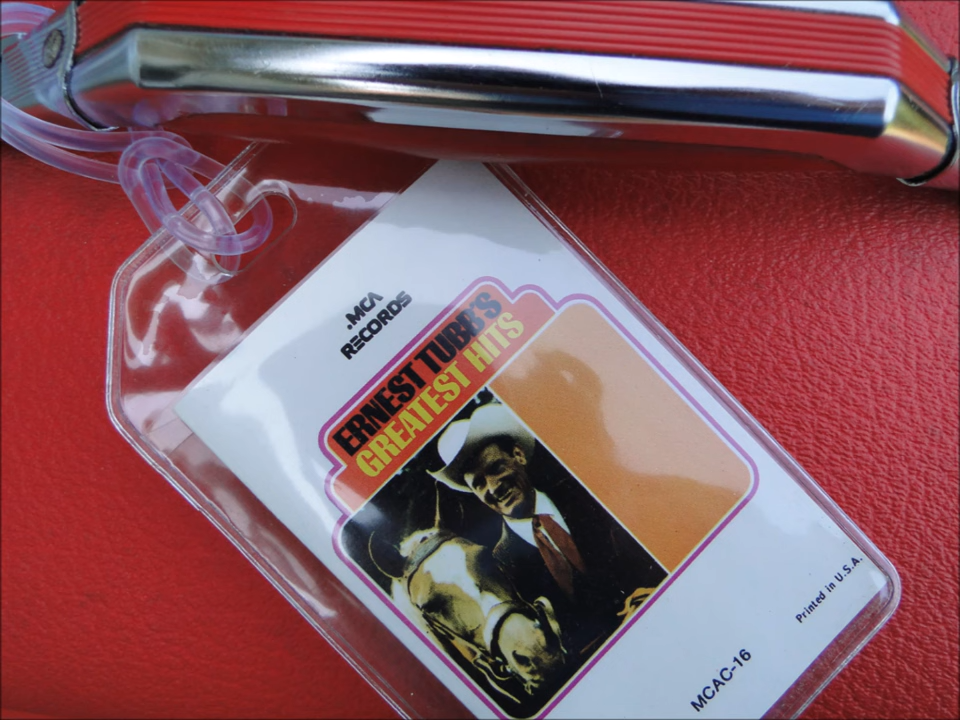 .MCA
RECORDS
ERNEST TUBB'S
GREATEST HITS
Printed in U.S.A.
MCAC-16